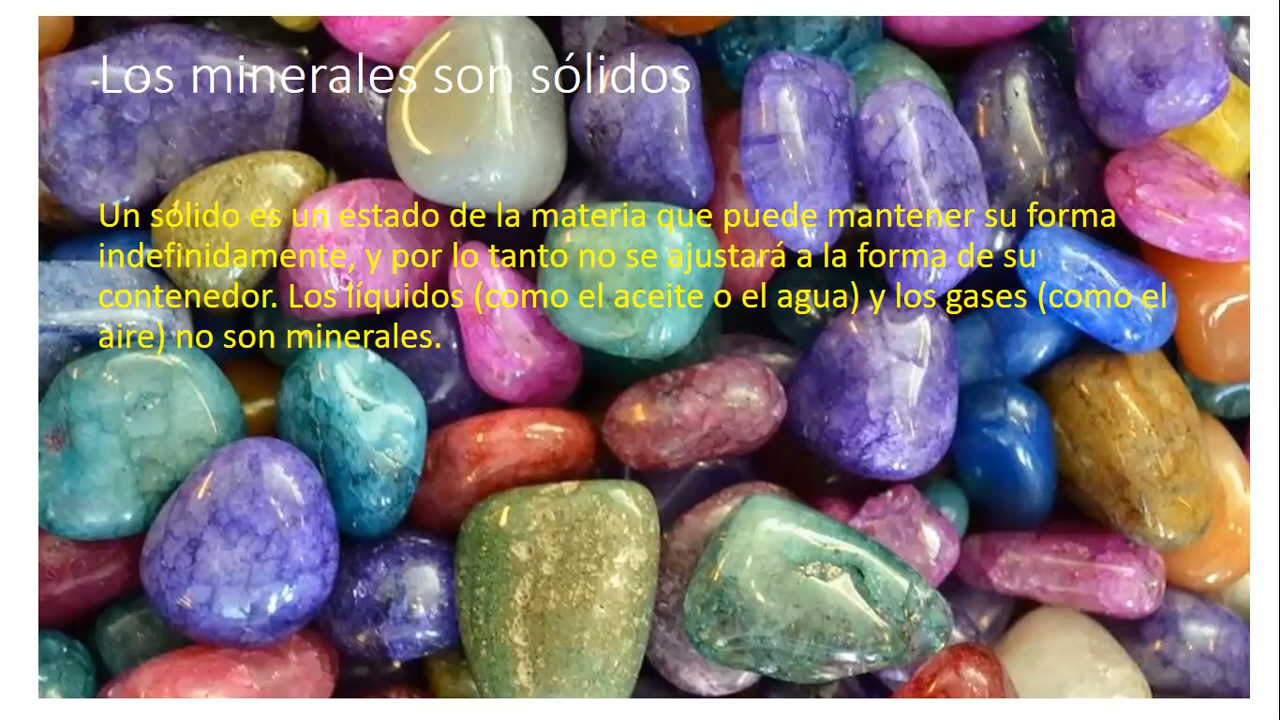 Los minerales son sólidos
Un sólido es un estado de la materia que puede mantener su forma
indefinidamente, y por lo tanto no se ajustará a la forma de su
contenedor. Los líquidos (como el aceite o el agua) y los gases (como el
aire) no son minerales.